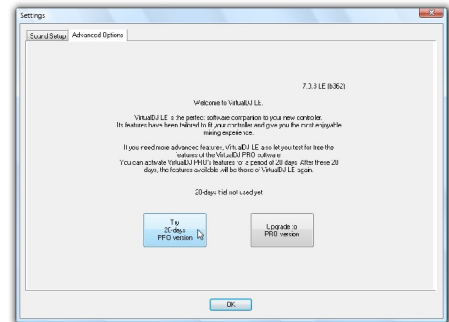 Settings
Sound Setup Advanced Options
7.0.3 LE (b362)
Welcome to VirtualDJ LE.
VirtualDJ LE is the perfect software companion to your new controller.
Its features have been tailored to fit your controller and give you the most enjoyable
mixing experience.
If you need more advanced features, VirtualDJ LE also let you test for free the
features of the VirtualDJ PRO software
You can activate VirtualDJ PRO's features for a period of 20 days. After these 20
days, the features available will be those of VirtualDJ LE again.
20-days trial not used yet
Try
20-days
PRO version
Upgrade to
PRO version
OK